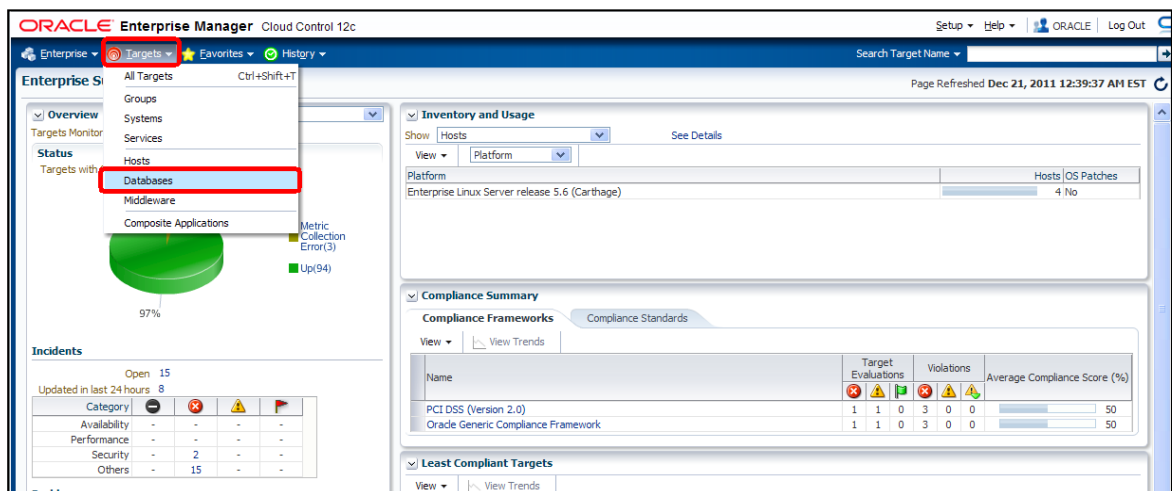 ORACLE Enterprise Manager Cloud Control 12c
Setup Help ORACLE Log Out
Enterprise Targets Favorites History
Search Target Name
Enterprise S
Page Refreshed Dec 21, 2011 12:39:37 AM EST
All Targets Ctrl+Shift+T
Groups
Systems
Services
Hosts
Databases
Middleware
Composite Applications
Overview
Targets Monitor
Status
Targets with
Metric
Collection
Error(3)
Up(94)
97%
Incidents
Open 15
Updated in last 24 hours 8
Category
Availability - - - -
Performance - - - -
Security - 2 - -
Others - 15 - -
Inventory and Usage
Show Hosts See Details
View Platform
Platform Hosts OS Patches
Enterprise Linux Server release 5.6 (Carthage) 4 No
Compliance Summary
Compliance Frameworks Compliance Standards
View View Trends
Name Target Evaluations Violations Average Compliance Score (%)
PCI DSS (Version 2.0) 1 1 0 3 0 0 50
Oracle Generic Compliance Framework 1 1 0 3 0 0 50
Least Compliant Targets
View View Trends